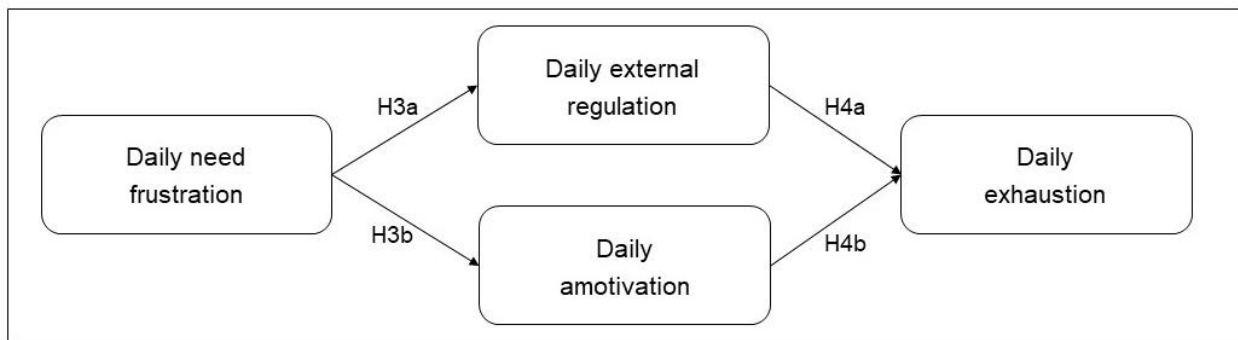 Daily need
frustration
H3a
H3b
Daily external
regulation
Daily
amotivation
H4a
H4b
Daily
exhaustion